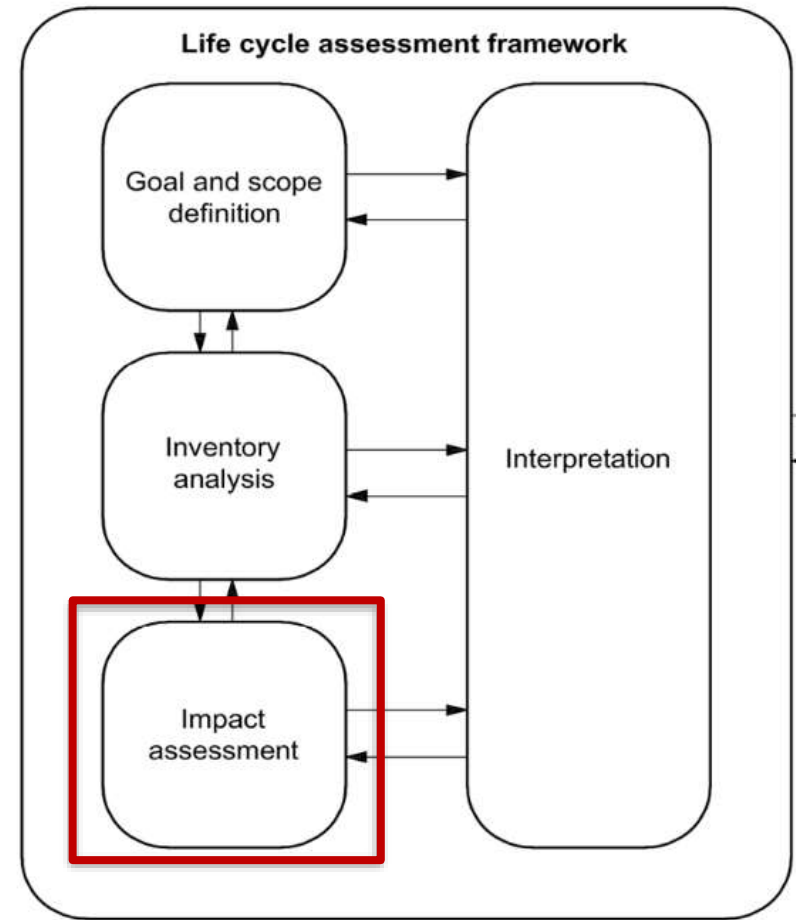 Life cycle assessment framework
Goal and scope
definition
Inventory
analysis
Interpretation
Impact
assessment